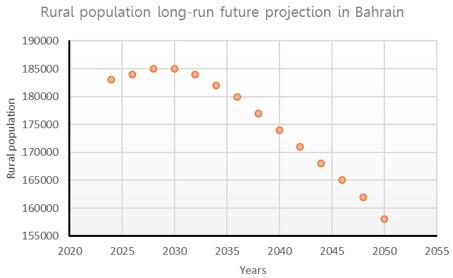 Rural population long-run future projection in Bahrain
190000
185000
180000
175000
170000
165000
160000
155000
Rural population
2020 2025 2030 2035 2040 2045 2050 2055
Years